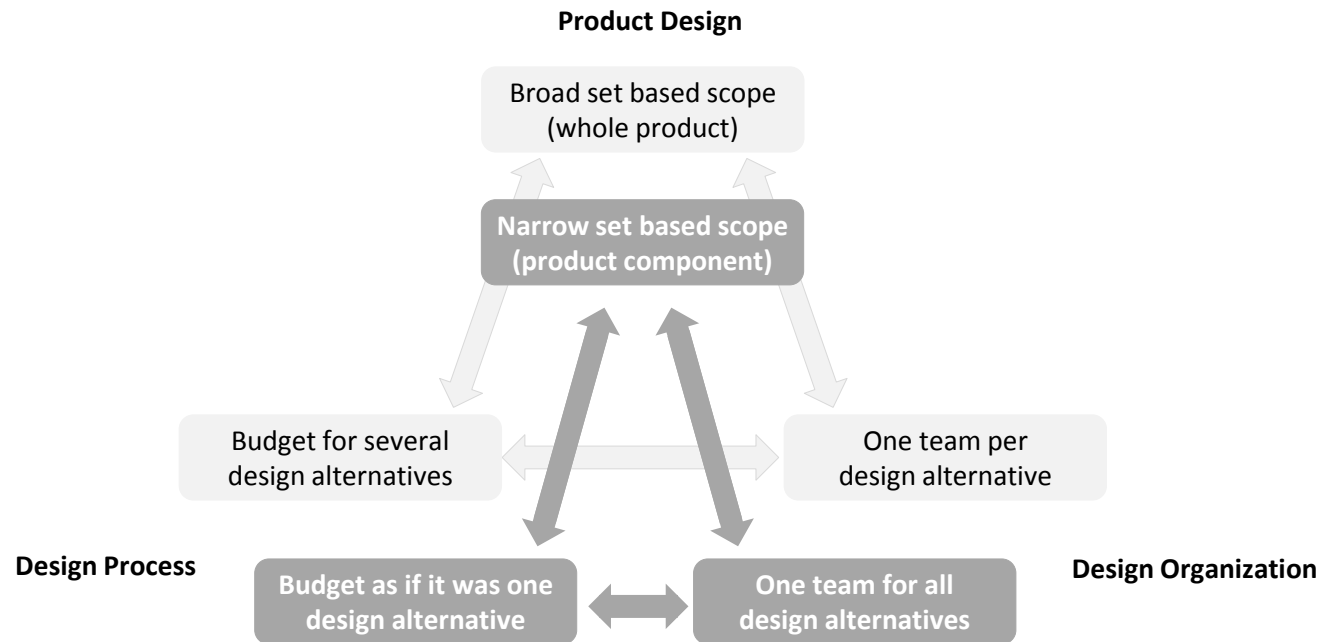 Product Design
Broad set based scope
(whole product)
Narrow set based scope
(product component)
Budget for several
design alternatives
One team per
design alternative
Design Process
Budget as if it was one
design alternative
One team for all
design alternatives
Design Organization